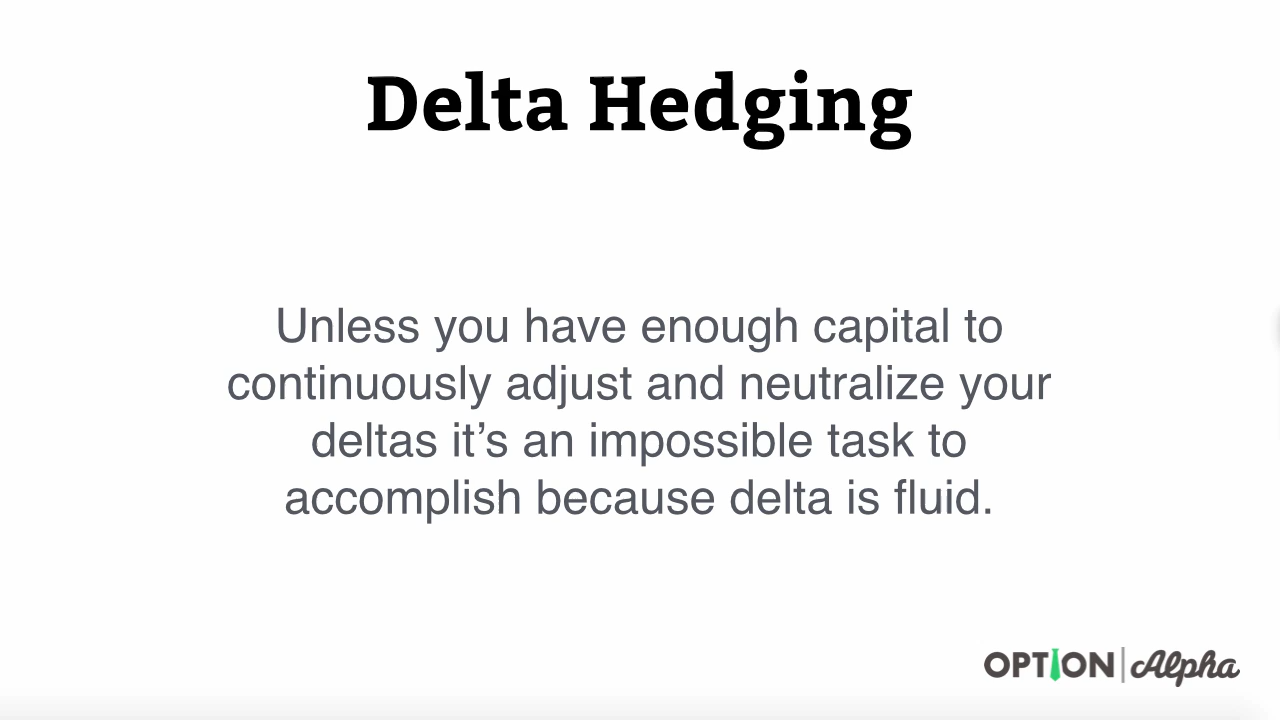 Delta Hedging
Unless you have enough capital to
continuously adjust and neutralize your
deltas it’s an impossible task to
accomplish because delta is fluid.
OPTION | Alpha